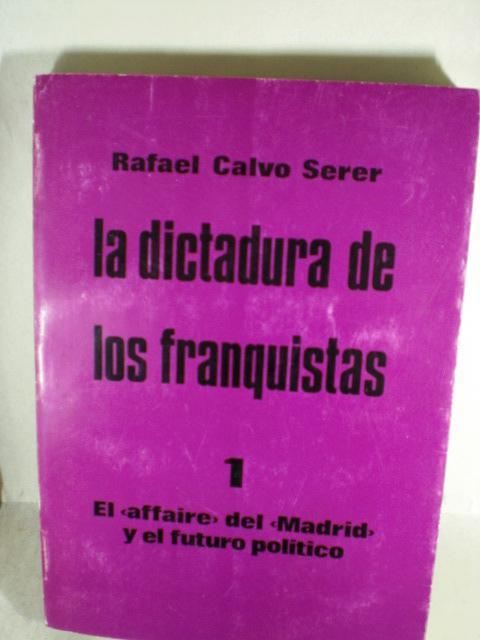 Rafael Calvo Serer
la dictadura de
los franquistas
1
El ‹affaire› del ‹Madrid›
y el futuro político